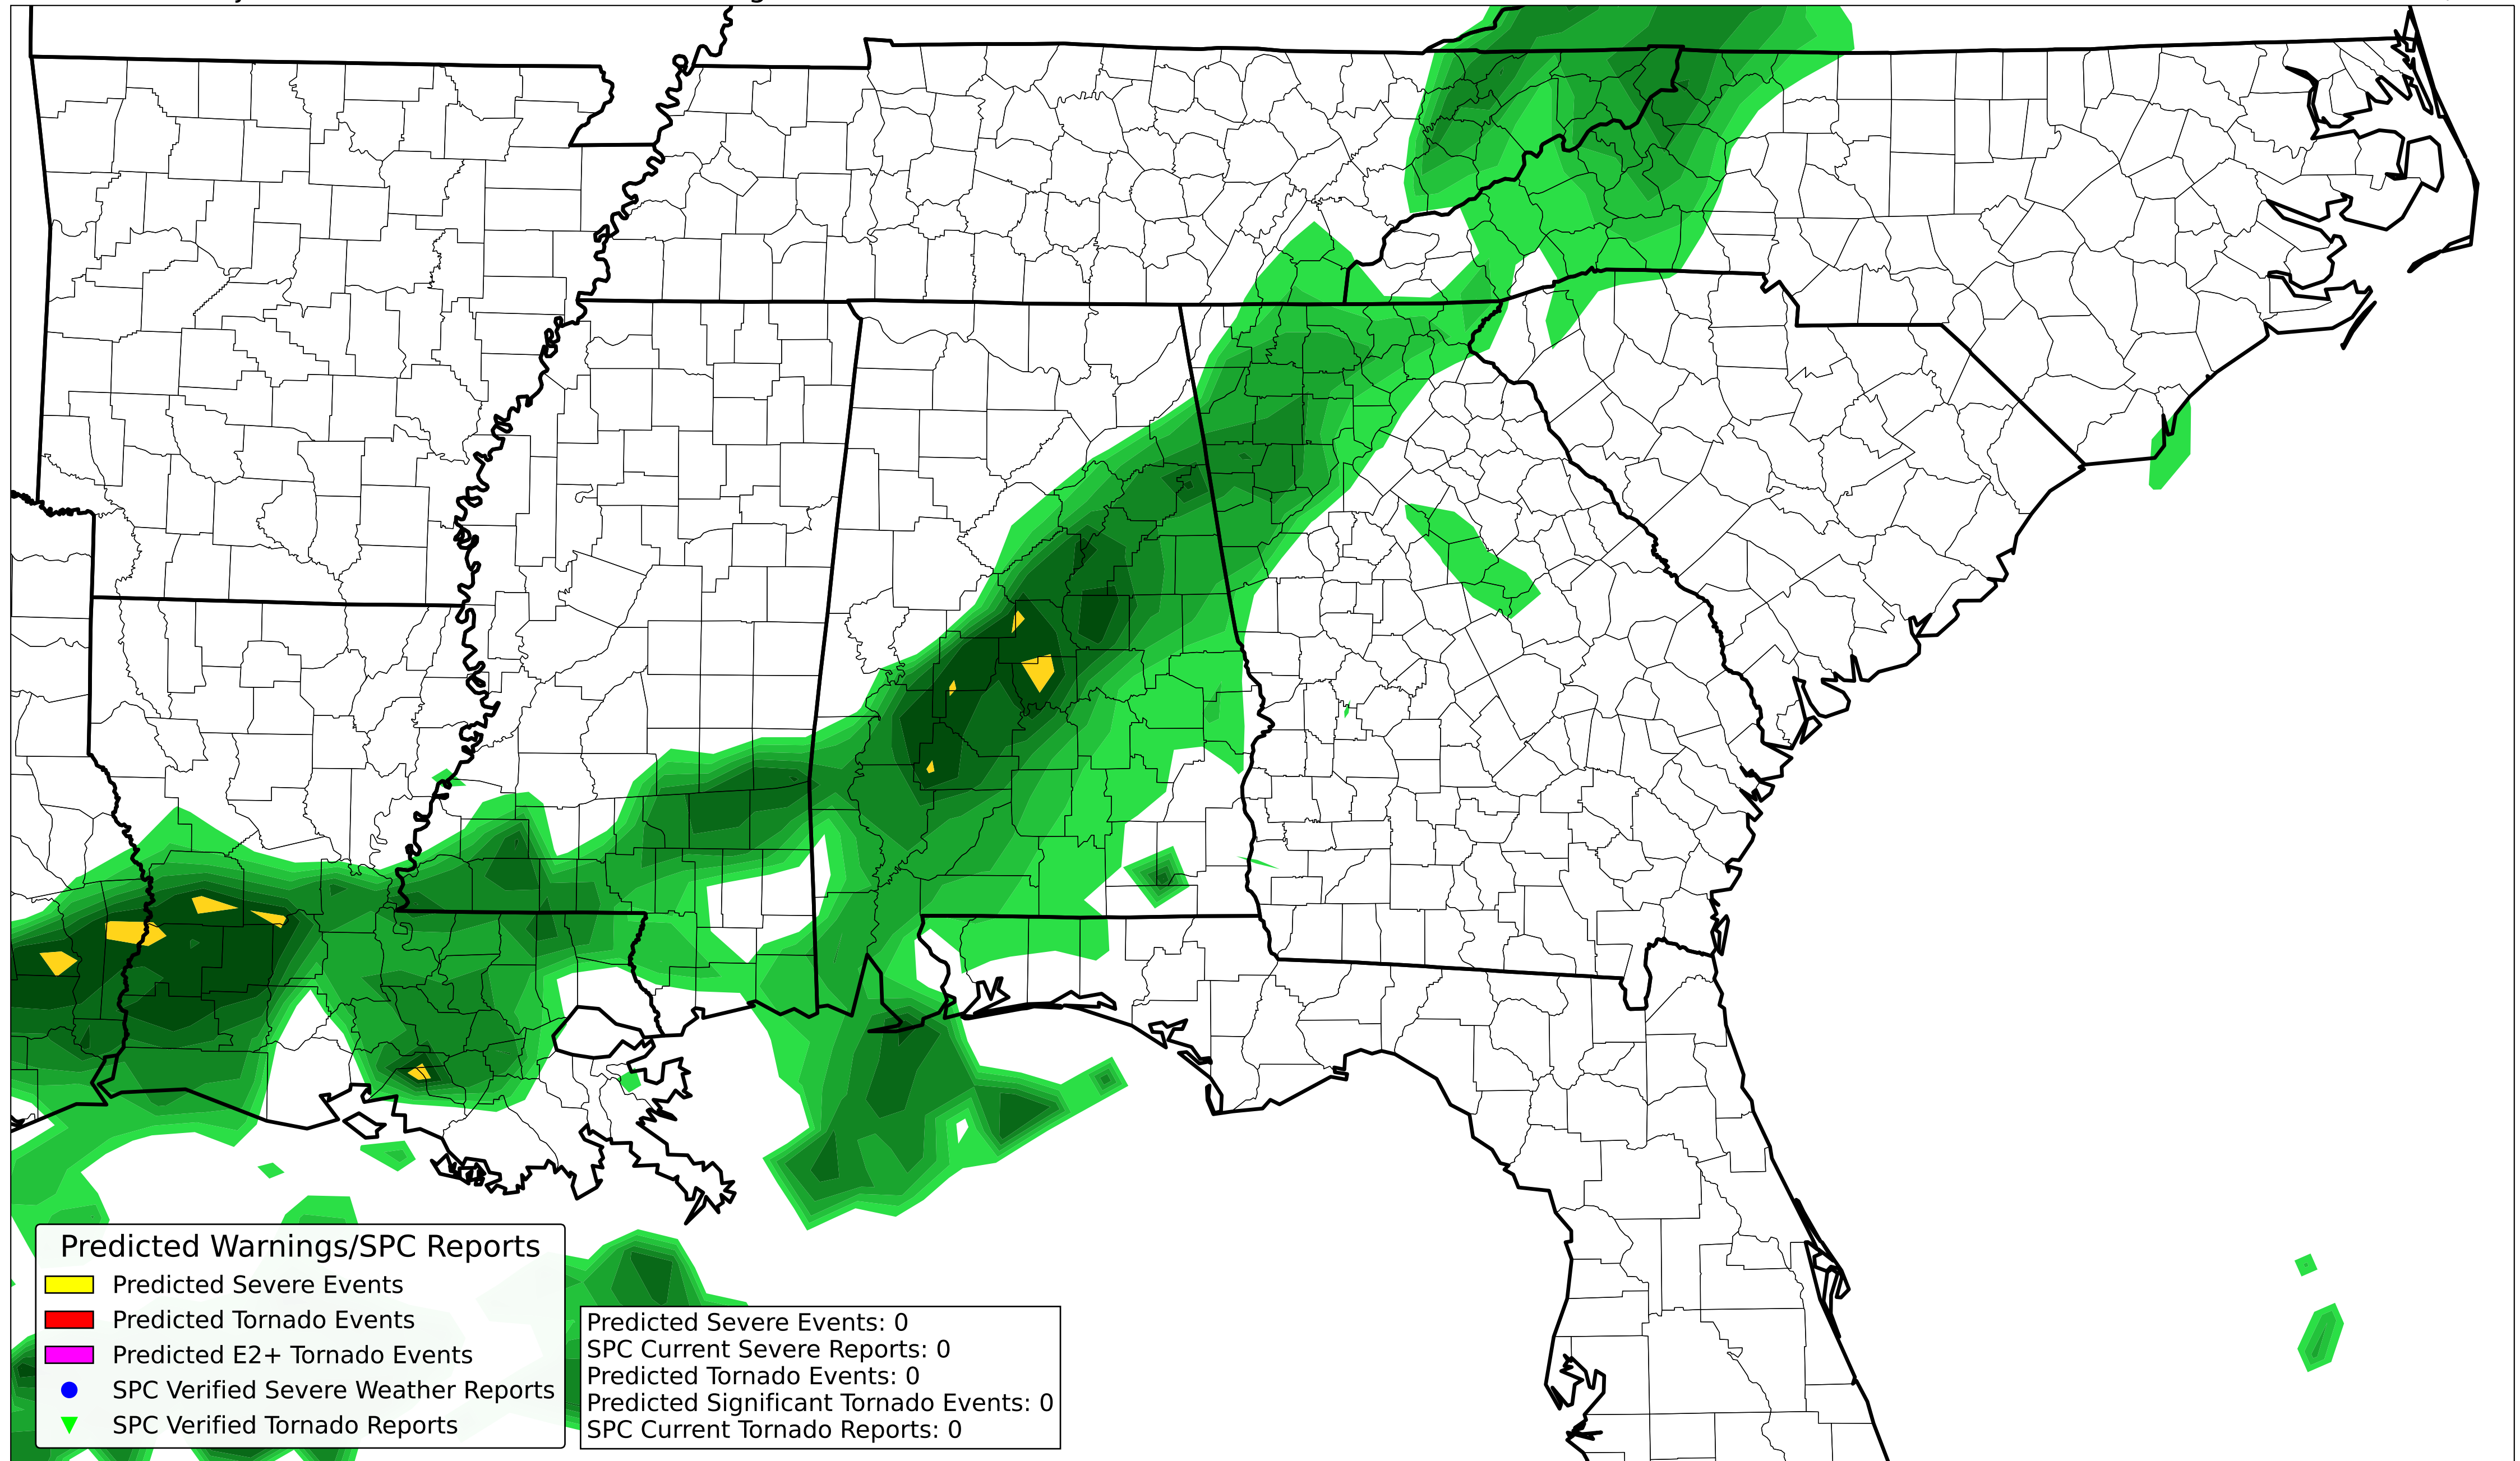 Predicted Warnings/SPC Reports
Predicted Severe Events
Predicted Tornado Events
Predicted E2+ Tornado Events
SPC Verified Severe Weather Reports
SPC Verified Tornado Reports
Predicted Severe Events: 0
SPC Current Severe Reports: 0
Predicted Tornado Events: 0
Predicted Significant Tornado Events: 0
SPC Current Tornado Reports: 0